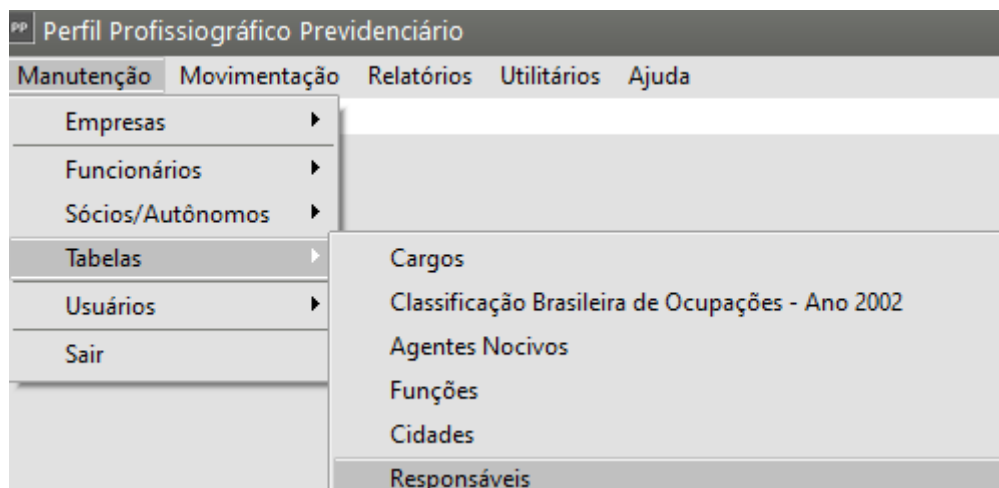 PP Perfil Profissiográfico Previdenciário
Manutenção Movimentação Relatórios Utilitários Ajuda
Empresas
Funcionários
Sócios/Autônomos
Tabelas
Usuários
Sair
Cargos
Classificação Brasileira de Ocupações - Ano 2002
Agentes Nocivos
Funções
Cidades
Responsáveis